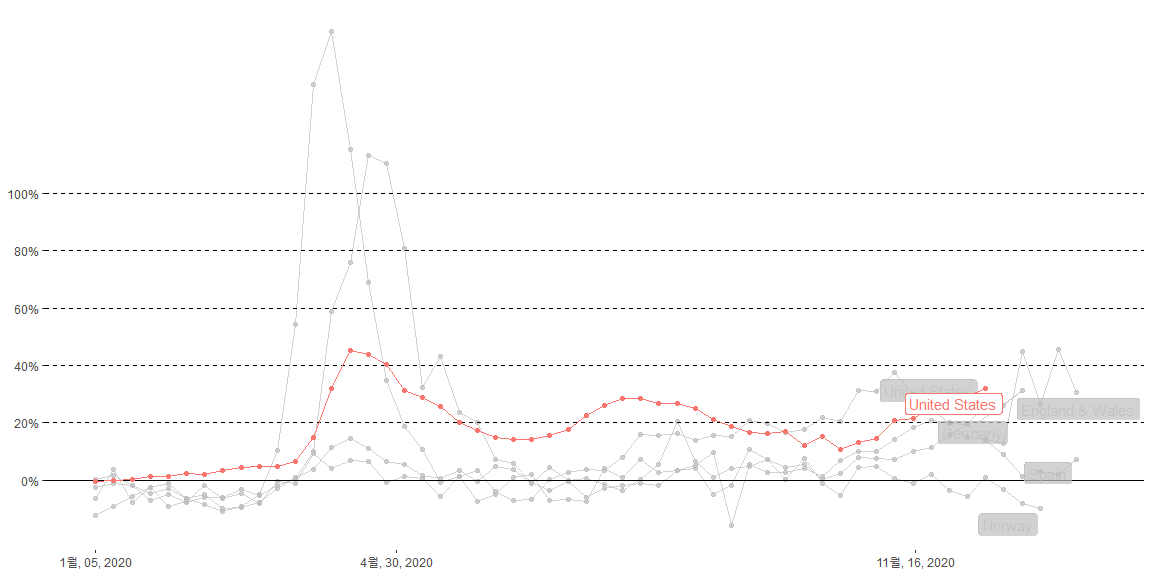 100%
80%
60%
40%
20%
0%
United States
United States
England & Wales
Germany
Spain
Norway
1월, 05, 2020
4월, 30, 2020
11월, 16, 2020